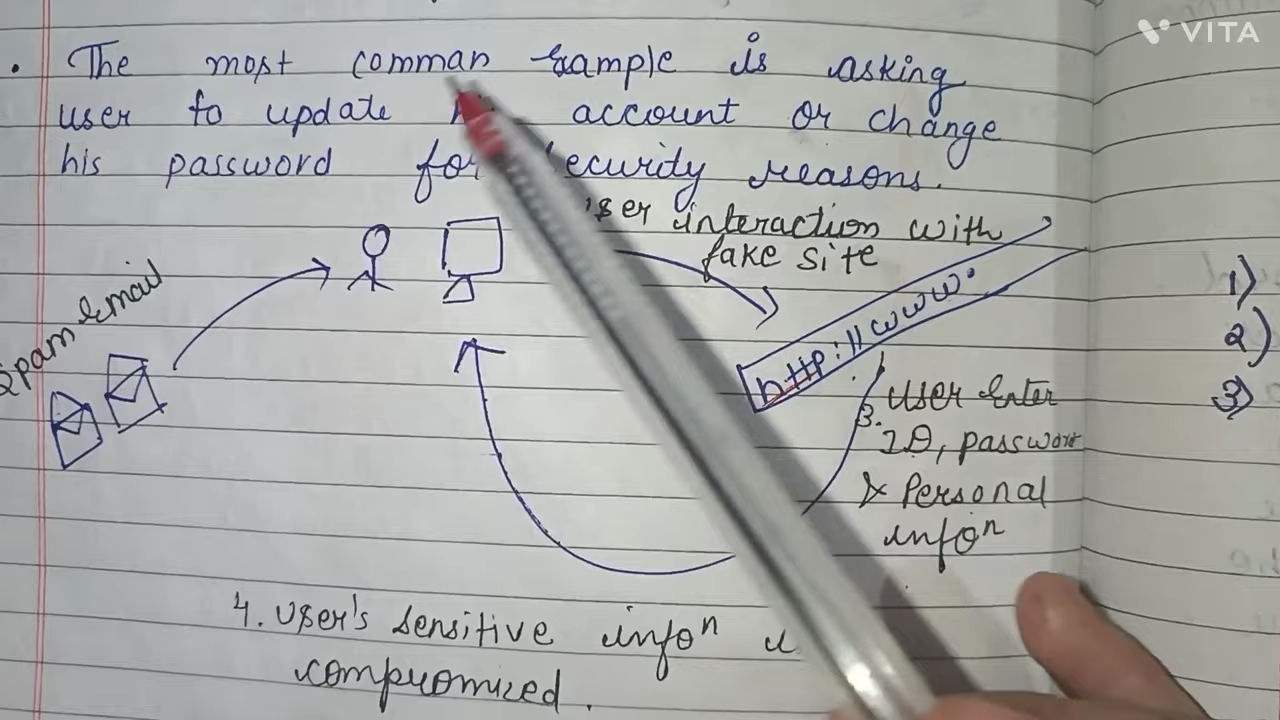 VITA
. The most comman Example is asking
user to update account or change
his password for security reasons.
user interaction with
fake site
Spam Email
http://www.
3. User Enter
ID, password
& Personal
infoⁿ
4. User's sensitive infoⁿ
compromized.
1)
2)
3)